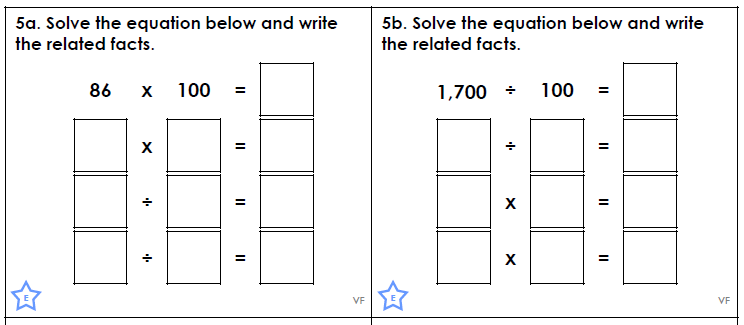 5a. Solve the equation below and write
the related facts.
86 x 100 =
x =
÷ =
÷ =
E
VF
5b. Solve the equation below and write
the related facts.
1,700 ÷ 100 =
÷ =
x =
x =
E
VF